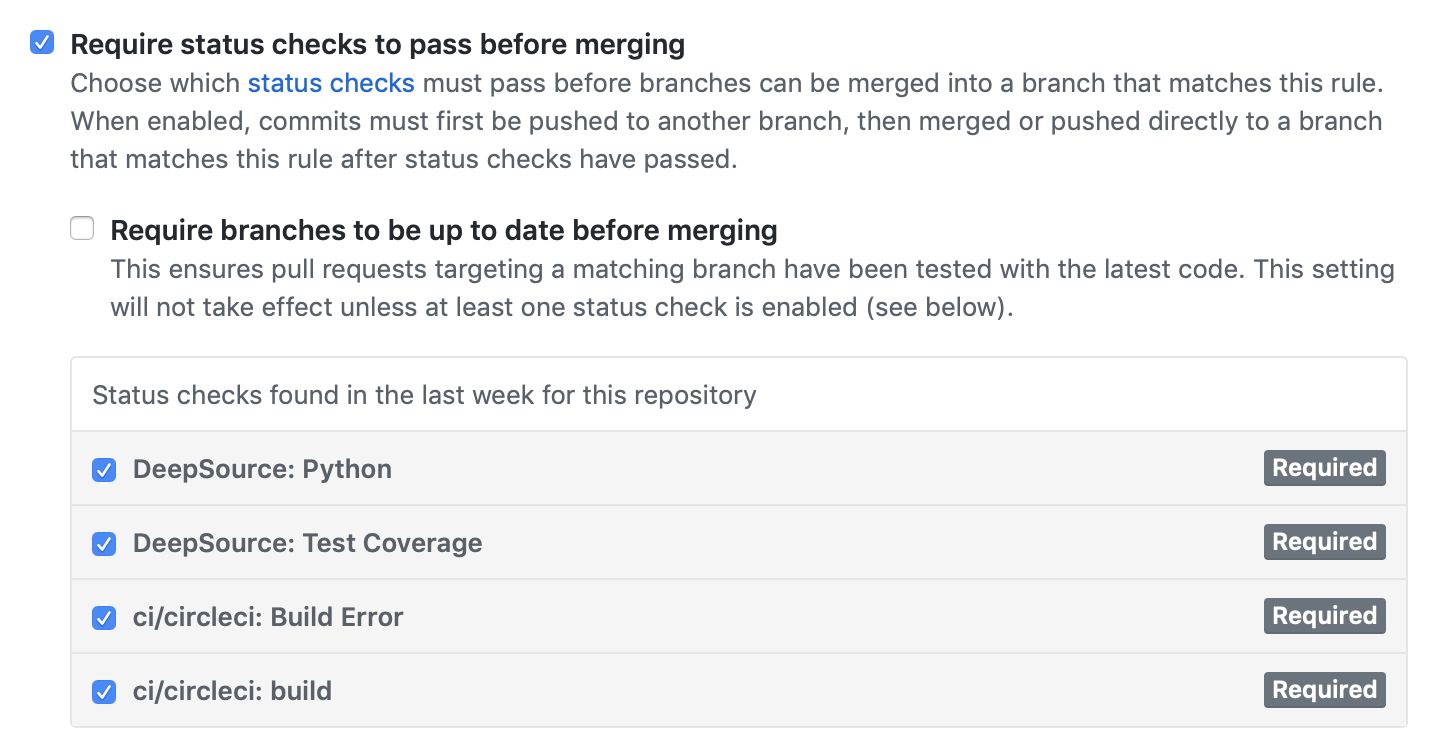 Require status checks to pass before merging
Choose which status checks must pass before branches can be merged into a branch that matches this rule.
When enabled, commits must first be pushed to another branch, then merged or pushed directly to a branch
that matches this rule after status checks have passed.
Require branches to be up to date before merging
This ensures pull requests targeting a matching branch have been tested with the latest code. This setting
will not take effect unless at least one status check is enabled (see below).
Status checks found in the last week for this repository
DeepSource: Python Required
DeepSource: Test Coverage Required
ci/circleci: Build Error Required
ci/circleci: build Required